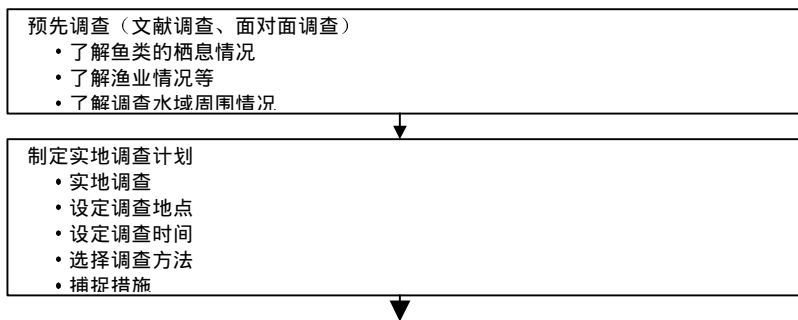 预先调查（文献调查、面对面调查）
• 了解鱼类的栖息情况
• 了解渔业情况等
• 了解调查水域周围情况
制定实地调查计划
• 实地调查
• 设定调查地点
• 设定调查时间
• 选择调查方法
• 捕捉措施